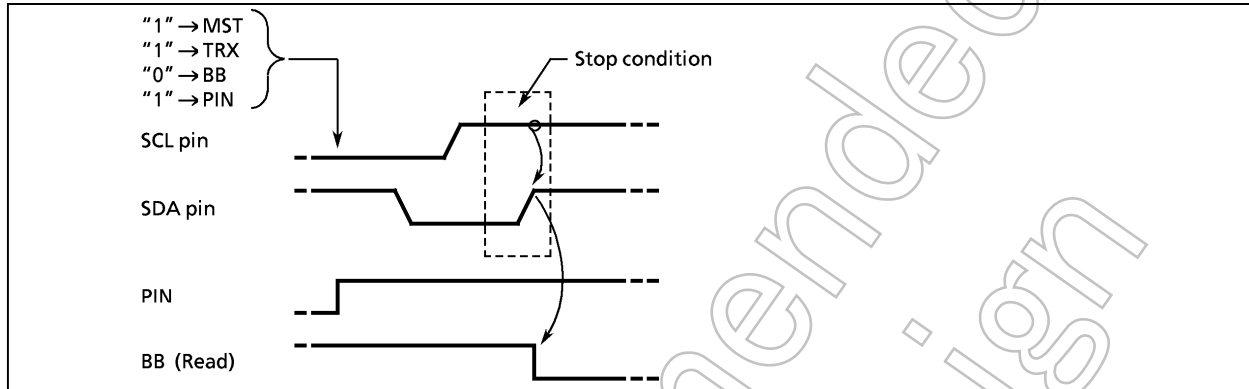 “1” → MST
“1” → TRX
“0” → BB
“1” → PIN
Stop condition
SCL pin
SDA pin
PIN
BB (Read)